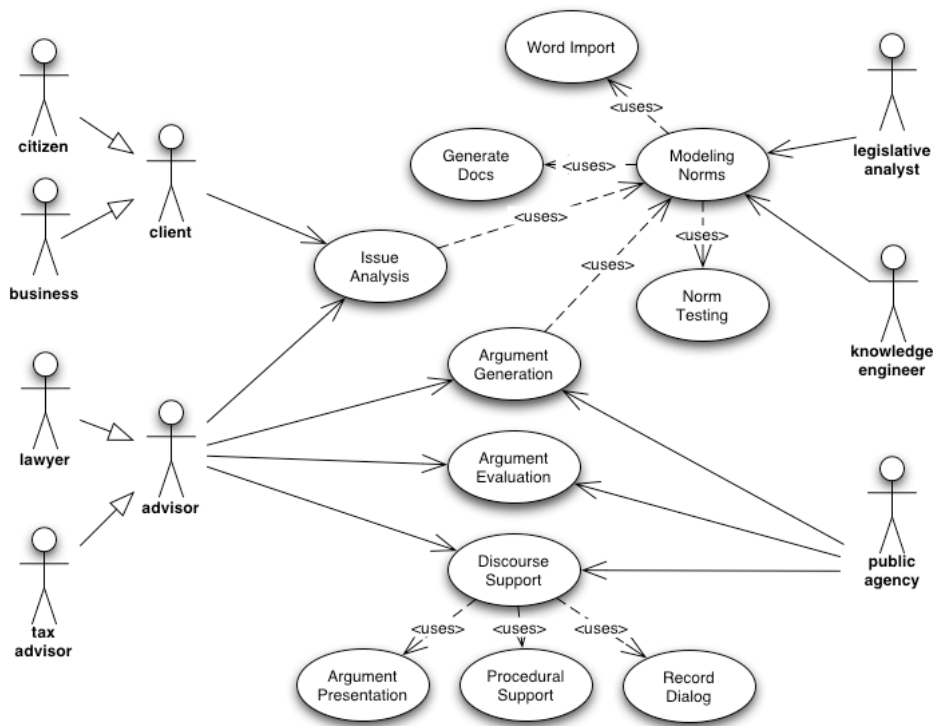 Word Import
<uses>
citizen
Generate
Docs
<uses>
Modeling
Norms
legislative
analyst
client
<uses>
<uses>
Issue
Analysis
<uses>
business
Norm
Testing
knowledge
engineer
Argument
Generation
lawyer
Argument
Evaluation
advisor
Discourse
Support
public
agency
<uses>
<uses>
<uses>
tax
advisor
Argument
Presentation
Procedural
Support
Record
Dialog